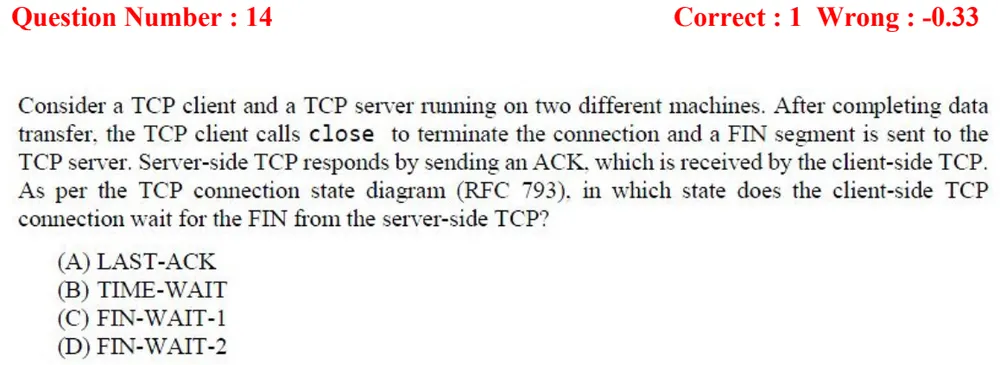 Question Number : 14 Correct : 1 Wrong : -0.33
Consider a TCP client and a TCP server running on two different machines. After completing data
transfer, the TCP client calls close to terminate the connection and a FIN segment is sent to the
TCP server. Server-side TCP responds by sending an ACK, which is received by the client-side TCP.
As per the TCP connection state diagram (RFC 793), in which state does the client-side TCP
connection wait for the FIN from the server-side TCP?
(A) LAST-ACK
(B) TIME-WAIT
(C) FIN-WAIT-1
(D) FIN-WAIT-2